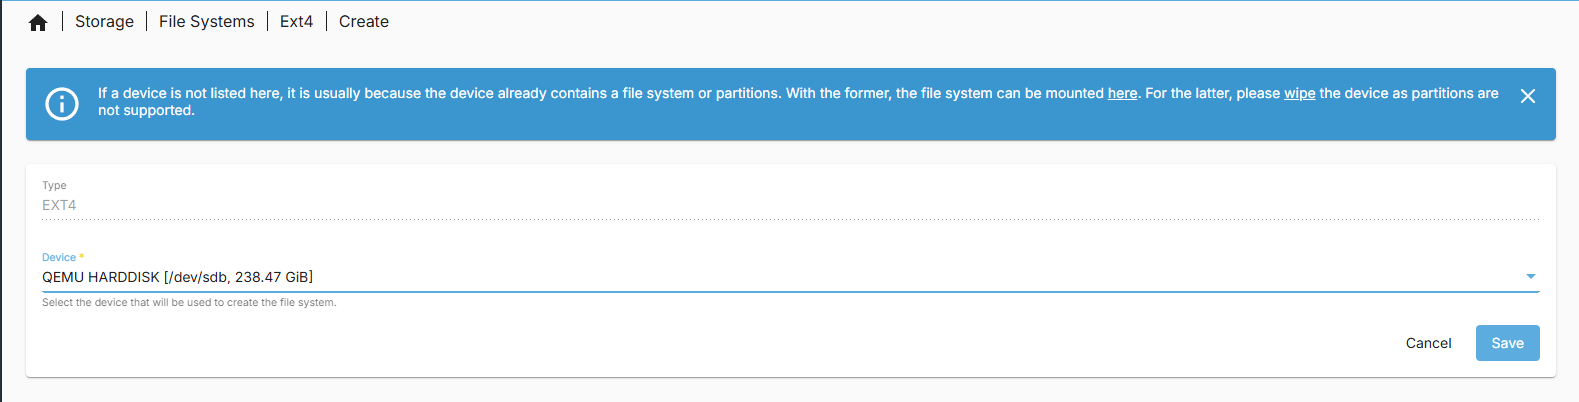 Storage | File Systems | Ext4 | Create
If a device is not listed here, it is usually because the device already contains a file system or partitions. With the former, the file system can be mounted here. For the latter, please wipe the device as partitions are
not supported.
Type
EXT4
Device *
QEMU HARDDISK [/dev/sdb, 238.47 GiB]
Select the device that will be used to create the file system.
Cancel Save